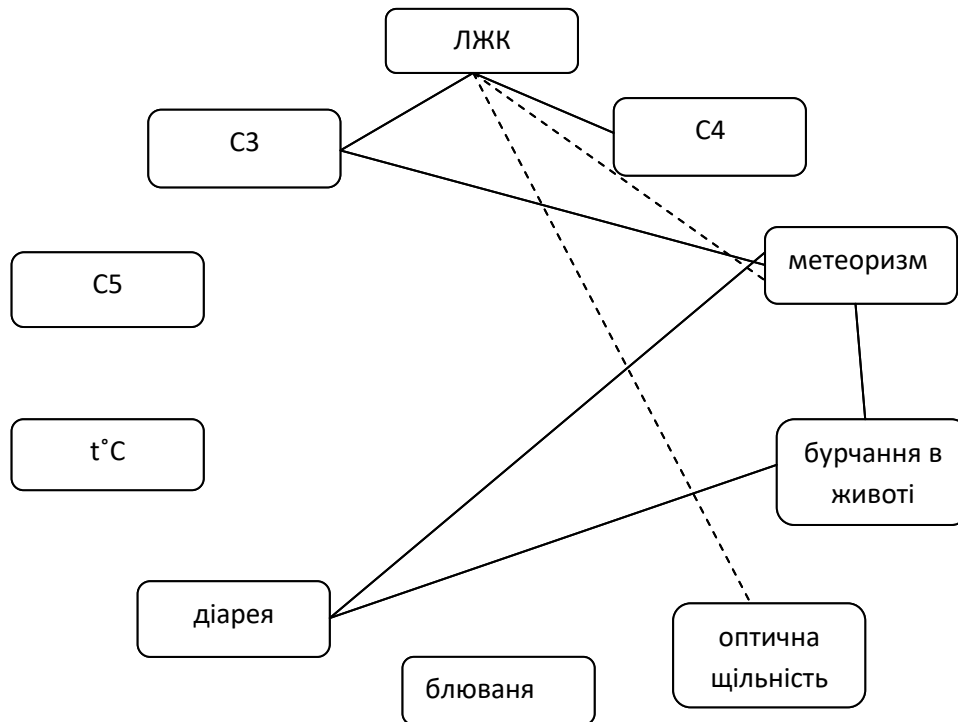 ЛЖК
С3
С4
метеоризм
С5
t˚C
бурчання в
животі
діарея
оптична
щільність
блюваня